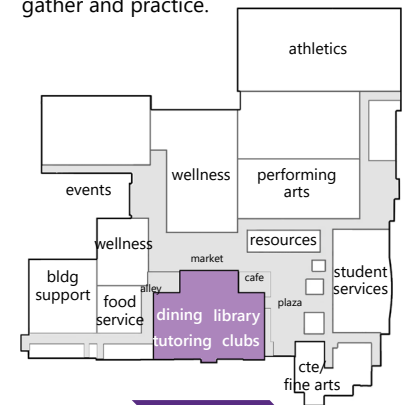 gather and practice.
athletics
events
wellness
performing
arts
wellness
resources
market
cafe
bldg
support
alley
food
service
plaza
student
services
dining library
tutoring clubs
cte/
fine arts